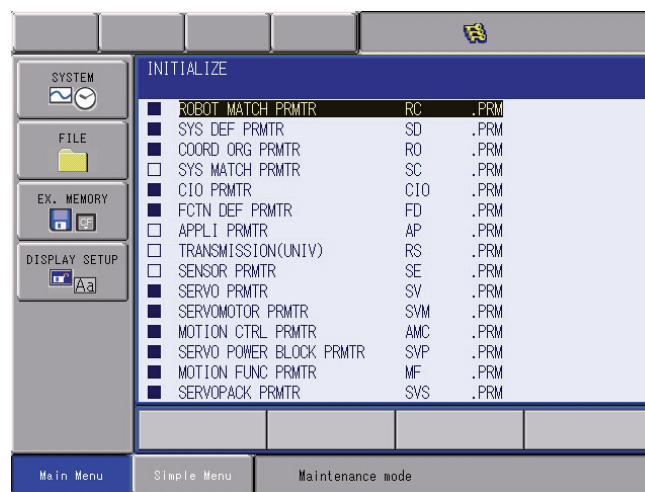 SYSTEM
FILE
EX. MEMORY
CF
DISPLAY SETUP
Aa
INITIALIZE
ROBOT MATCH PRMTR RC .PRM
SYS DEF PRMTR SD .PRM
COORD ORG PRMTR RO .PRM
SYS MATCH PRMTR SC .PRM
CIO PRMTR CIO .PRM
FCTN DEF PRMTR FD .PRM
APPLI PRMTR AP .PRM
TRANSMISSION(UNIV) RS .PRM
SENSOR PRMTR SE .PRM
SERVO PRMTR SV .PRM
SERVOMOTOR PRMTR SVM .PRM
MOTION CTRL PRMTR AMC .PRM
SERVO POWER BLOCK PRMTR SVP .PRM
MOTION FUNC PRMTR MF .PRM
SERVOPACK PRMTR SVS .PRM
Main Menu
Simple Menu
Maintenance mode